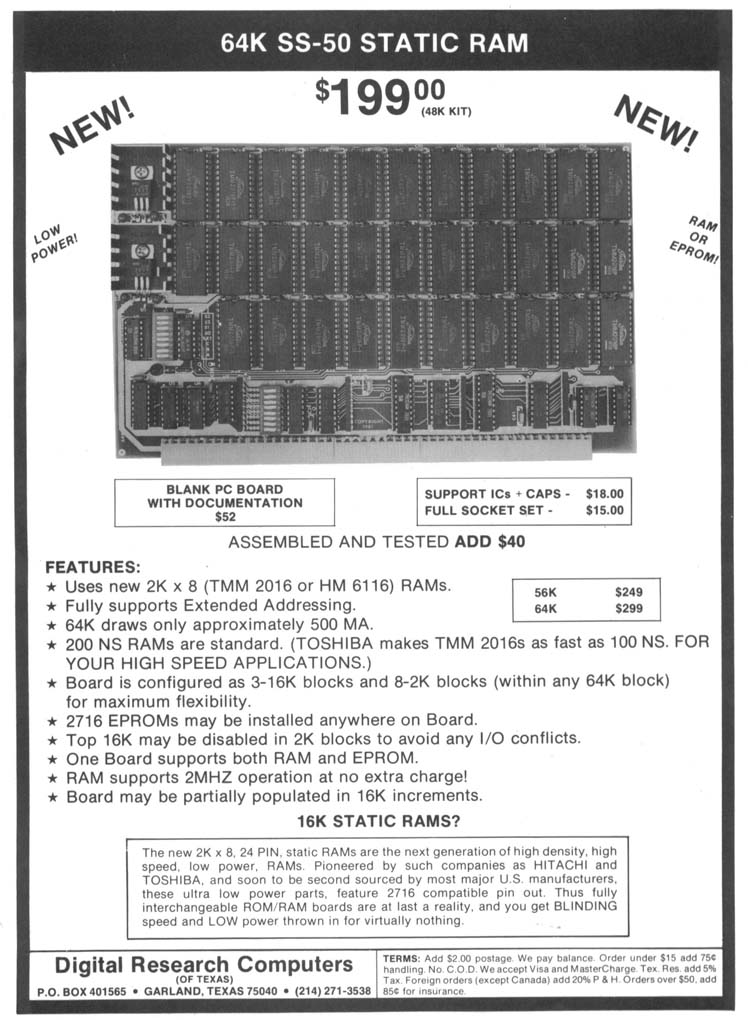 64K SS-50 STATIC RAM
$199.00
(48K KIT)
NEW!
NEW!
LOW
POWER!
RAM
OR
EPROM!
COPYRIGHT
1981
BLANK PC BOARD
WITH DOCUMENTATION
$52
SUPPORT ICs + CAPS - $18.00
FULL SOCKET SET - $15.00
ASSEMBLED AND TESTED ADD $40
FEATURES:
★ Uses new 2K x 8 (TMM 2016 or HM 6116) RAMs.
★ Fully supports Extended Addressing.
★ 64K draws only approximately 500 MA.
★ 200 NS RAMs are standard. (TOSHIBA makes TMM 2016s as fast as 100 NS. FOR
YOUR HIGH SPEED APPLICATIONS.)
★ Board is configured as 3-16K blocks and 8-2K blocks (within any 64K block)
for maximum flexibility.
★ 2716 EPROMs may be installed anywhere on Board.
★ Top 16K may be disabled in 2K blocks to avoid any I/O conflicts.
★ One Board supports both RAM and EPROM.
★ RAM supports 2MHZ operation at no extra charge!
★ Board may be partially populated in 16K increments.
56K $249
64K $299
16K STATIC RAMS?
The new 2K x 8, 24 PIN, static RAMs are the next generation of high density, high
speed, low power, RAMs. Pioneered by such companies as HITACHI and
TOSHIBA, and soon to be second sourced by most major U.S. manufacturers,
these ultra low power parts, feature 2716 compatible pin out. Thus fully
interchangeable ROM/RAM boards are at last a reality, and you get BLINDING
speed and LOW power thrown in for virtually nothing.
Digital Research Computers
(OF TEXAS)
P.O. BOX 401565 • GARLAND, TEXAS 75040 • (214) 271-3538
TERMS: Add $2.00 postage. We pay balance. Order under $15 add 75¢
handling. No. C.O.D. We accept Visa and MasterCharge. Tex. Res. add 5%
Tax. Foreign orders (except Canada) add 20% P & H. Orders over $50, add
85¢ for insurance.